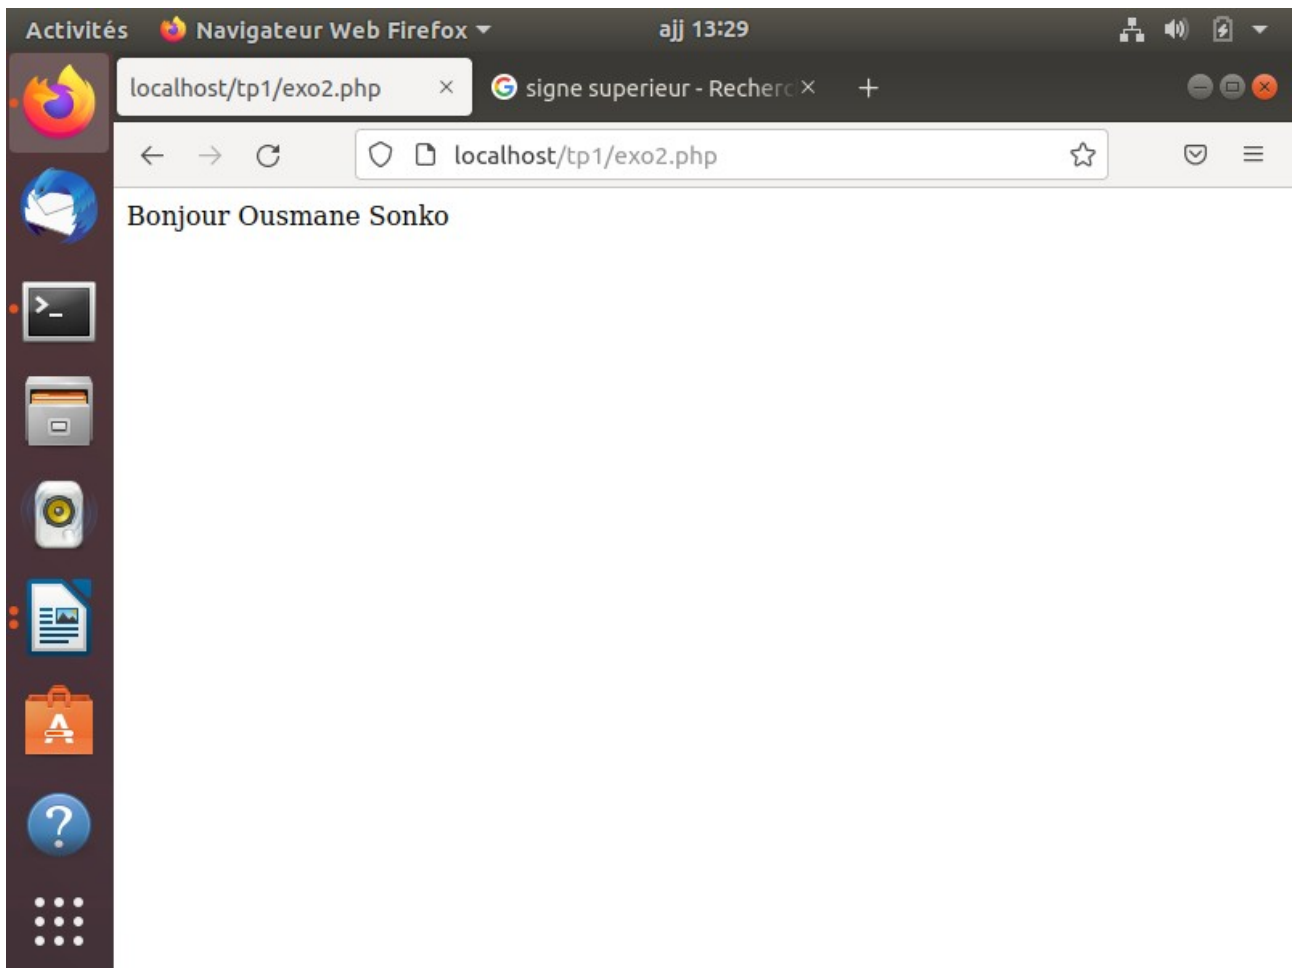 Activités Navigateur Web Firefox ajj 13:29
localhost/tp1/exo2.php signe superieur - Recherc
localhost/tp1/exo2.php
Bonjour Ousmane Sonko